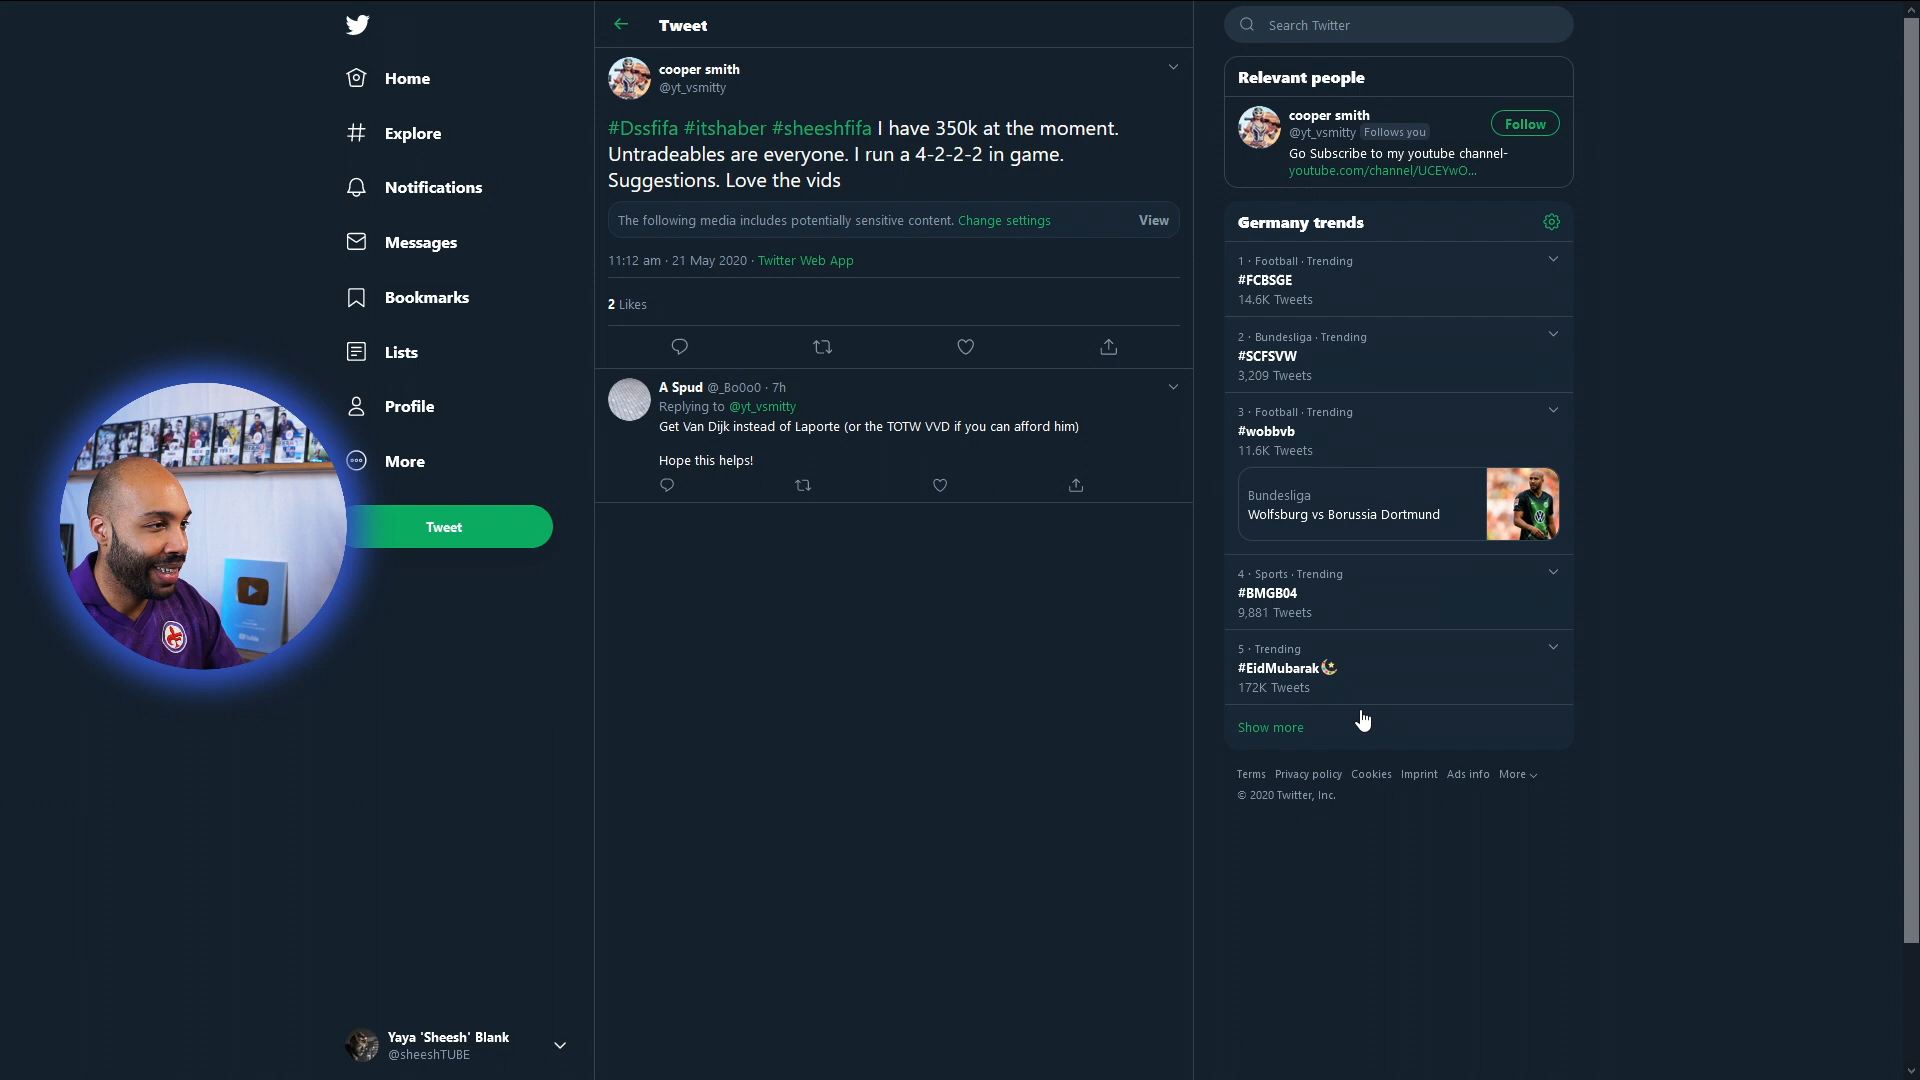 Home
Explore
Notifications
Messages
Bookmarks
Lists
Profile
More
Tweet
Yaya 'Sheesh' Blank
@sheeshTUBE
Tweet
cooper smith
@yt_vsmitty
#Dssfifa #itshaber #sheeshfifa I have 350k at the moment.
Untradeables are everyone. I run a 4-2-2-2 in game.
Suggestions. Love the vids
The following media includes potentially sensitive content. Change settings
View
11:12 am · 21 May 2020 · Twitter Web App
2 Likes
A Spud @_Bo0o0 · 7h
Replying to @yt_vsmitty
Get Van Dijk instead of Laporte (or the TOTW VVD if you can afford him)
Hope this helps!
Search Twitter
Relevant people
cooper smith
@yt_vsmitty Follows you
Follow
Go Subscribe to my youtube channel-
youtube.com/channel/UCEYwO...
Germany trends
1 · Football · Trending
#FCBSGE
14.6K Tweets
2 · Bundesliga · Trending
#SCFSVW
3,209 Tweets
3 · Football · Trending
#wobbvb
11.6K Tweets
Bundesliga
Wolfsburg vs Borussia Dortmund
4 · Sports · Trending
#BMGB04
9,881 Tweets
5 · Trending
#EidMubarak
172K Tweets
Show more
Terms Privacy policy Cookies Imprint Ads info More
© 2020 Twitter, Inc.